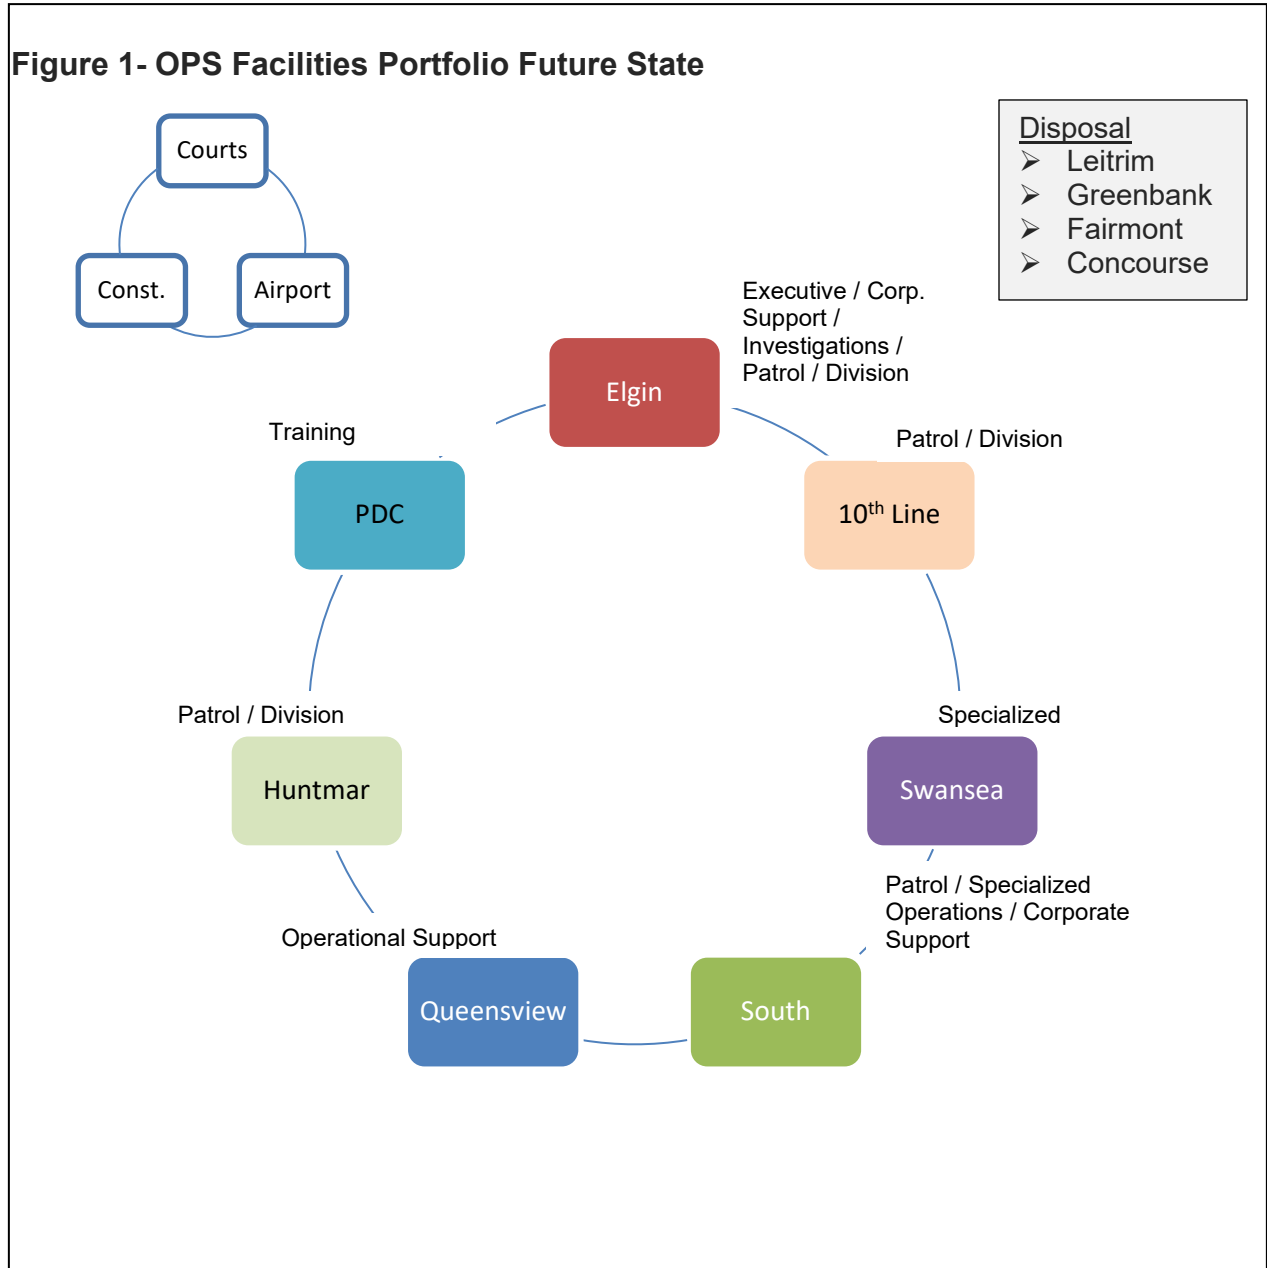 Figure 1- OPS Facilities Portfolio Future State
Courts
Const.
Airport
Disposal
➢ Leitrim
➢ Greenbank
➢ Fairmont
➢ Concourse
Executive / Corp.
Support /
Investigations /
Patrol / Division
Elgin
Training
Patrol / Division
PDC
10th Line
Patrol / Division
Specialized
Huntmar
Swansea
Patrol / Specialized
Operations / Corporate
Support
Operational Support
Queensview
South